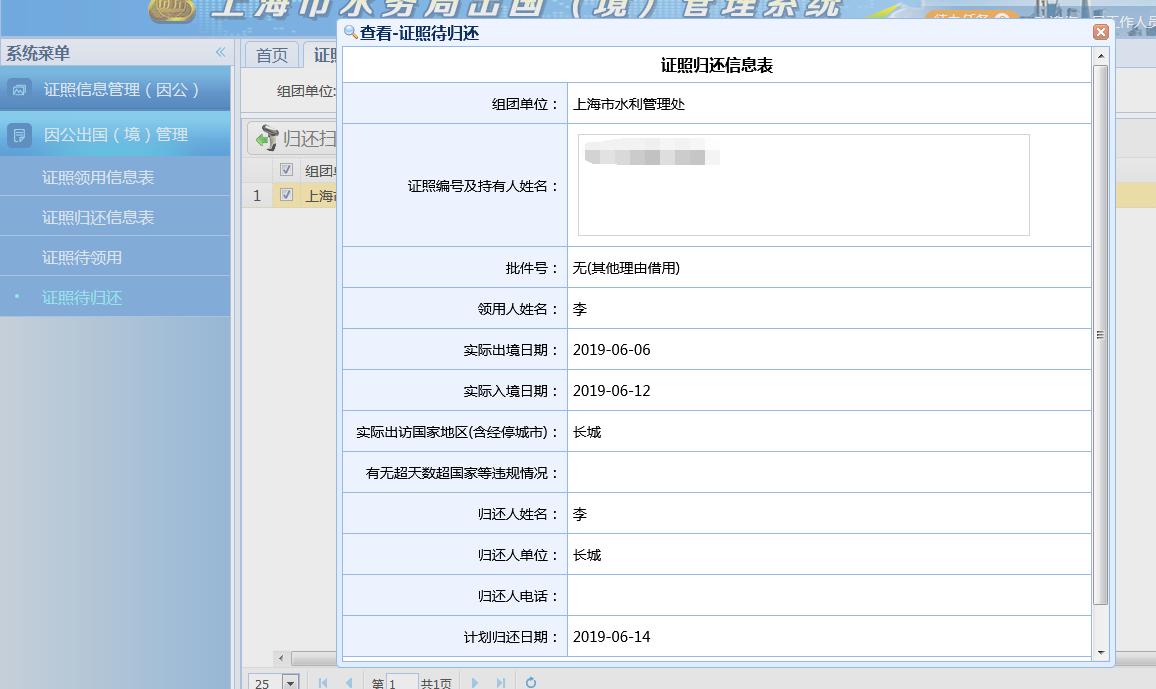 上海市水务局出国（境）管理系统
待办任务
工作人员
系统菜单
证照信息管理（因公）
因公出国（境）管理
证照领用信息表
证照归还信息表
证照待领用
证照待归还
首页
组团单位:
归还扫
组团单
1
上海市
查看-证照待归还
证照归还信息表
组团单位：
上海市水利管理处
证照编号及持有人姓名：
批件号：
无(其他理由借用)
领用人姓名：
李
实际出境日期：
2019-06-06
实际入境日期：
2019-06-12
实际出访国家地区(含经停城市)：
长城
有无超天数超国家等违规情况：
归还人姓名：
李
归还人单位：
长城
归还人电话：
计划归还日期：
2019-06-14
25
第 1 共1页